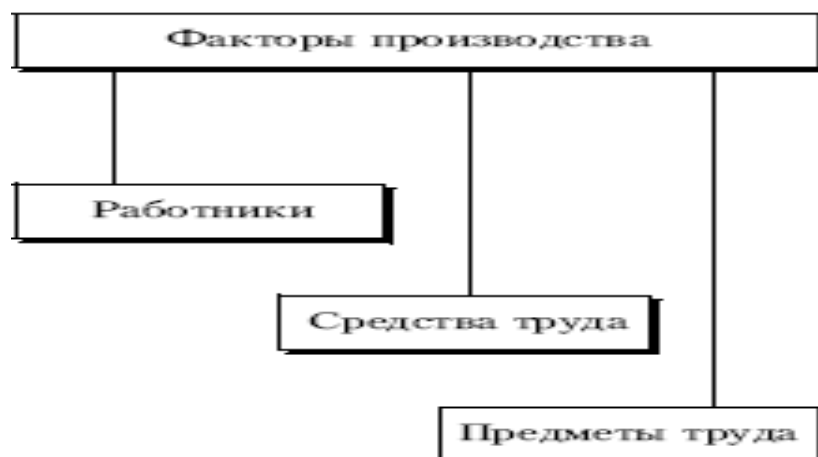 Факторы производства
Работники
Средства труда
Предметы труда